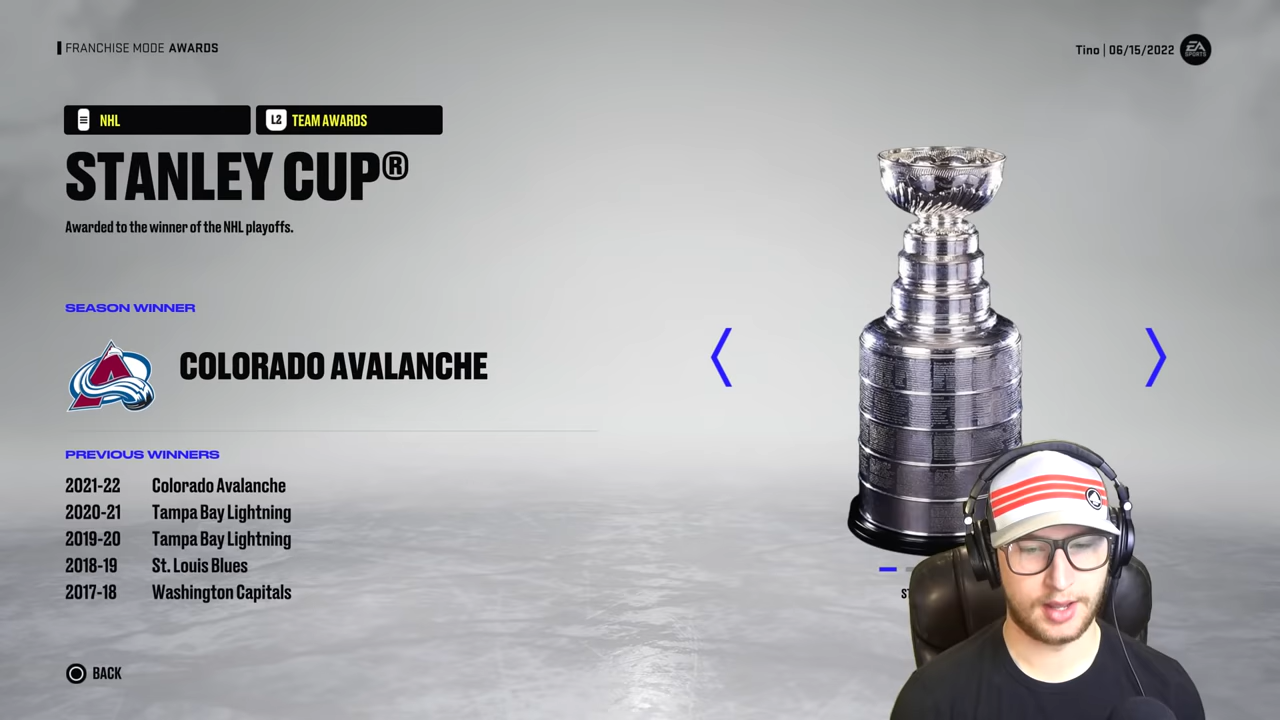 FRANCHISE MODE AWARDS
Tino | 06/15/2022
EA SPORTS
NHL
L2 TEAM AWARDS
STANLEY CUP®
Awarded to the winner of the NHL playoffs.
SEASON WINNER
COLORADO AVALANCHE
PREVIOUS WINNERS
2021-22 Colorado Avalanche
2020-21 Tampa Bay Lightning
2019-20 Tampa Bay Lightning
2018-19 St. Louis Blues
2017-18 Washington Capitals
BACK